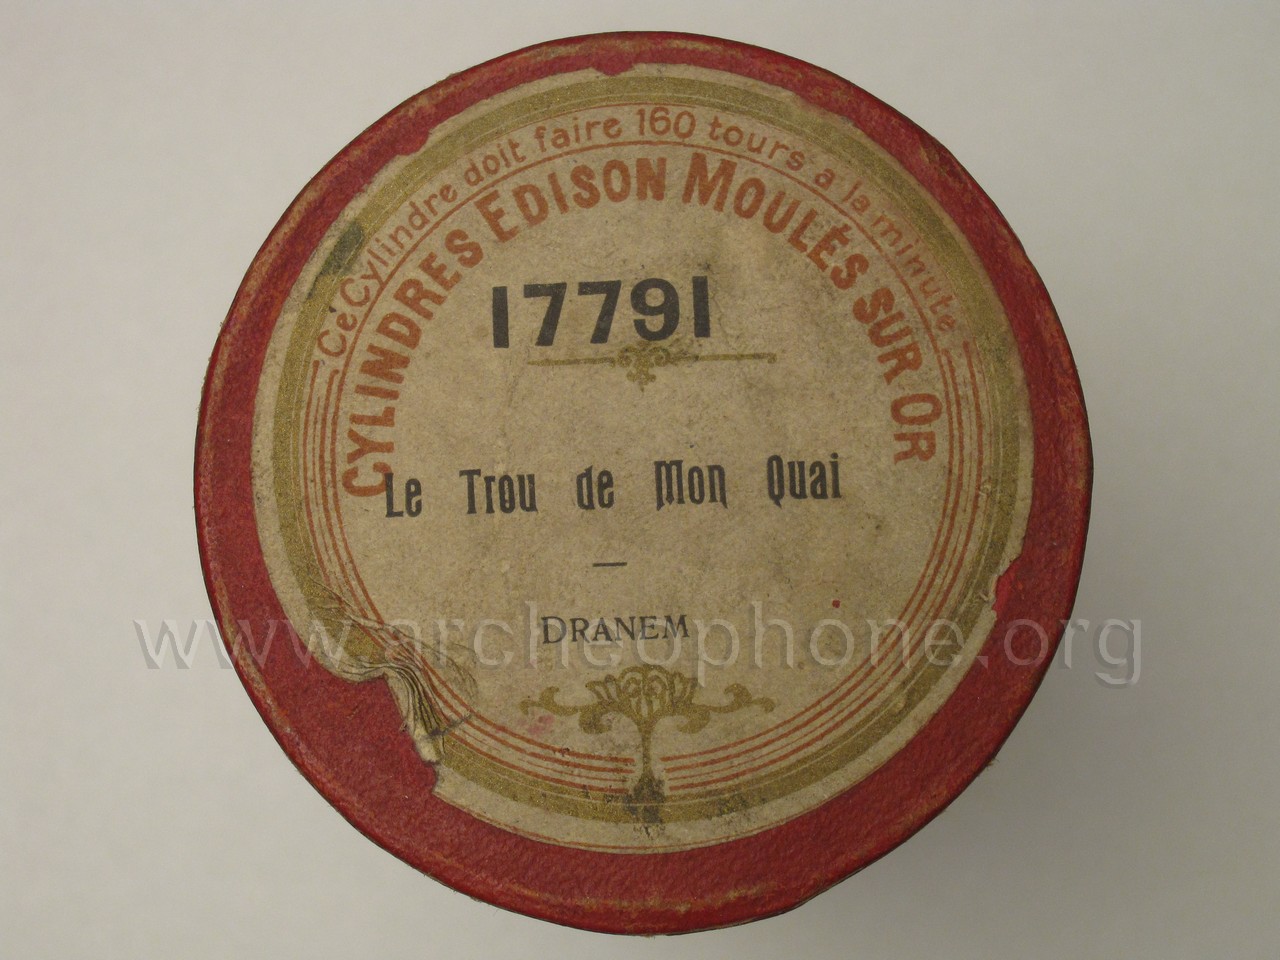 Ce Cylindre doit faire 160 tours à la minute
CYLINDRES EDISON MOULÉS SUR OR
17791
Le Trou de Mon Quai
—
DRANEM
www.archeophone.org